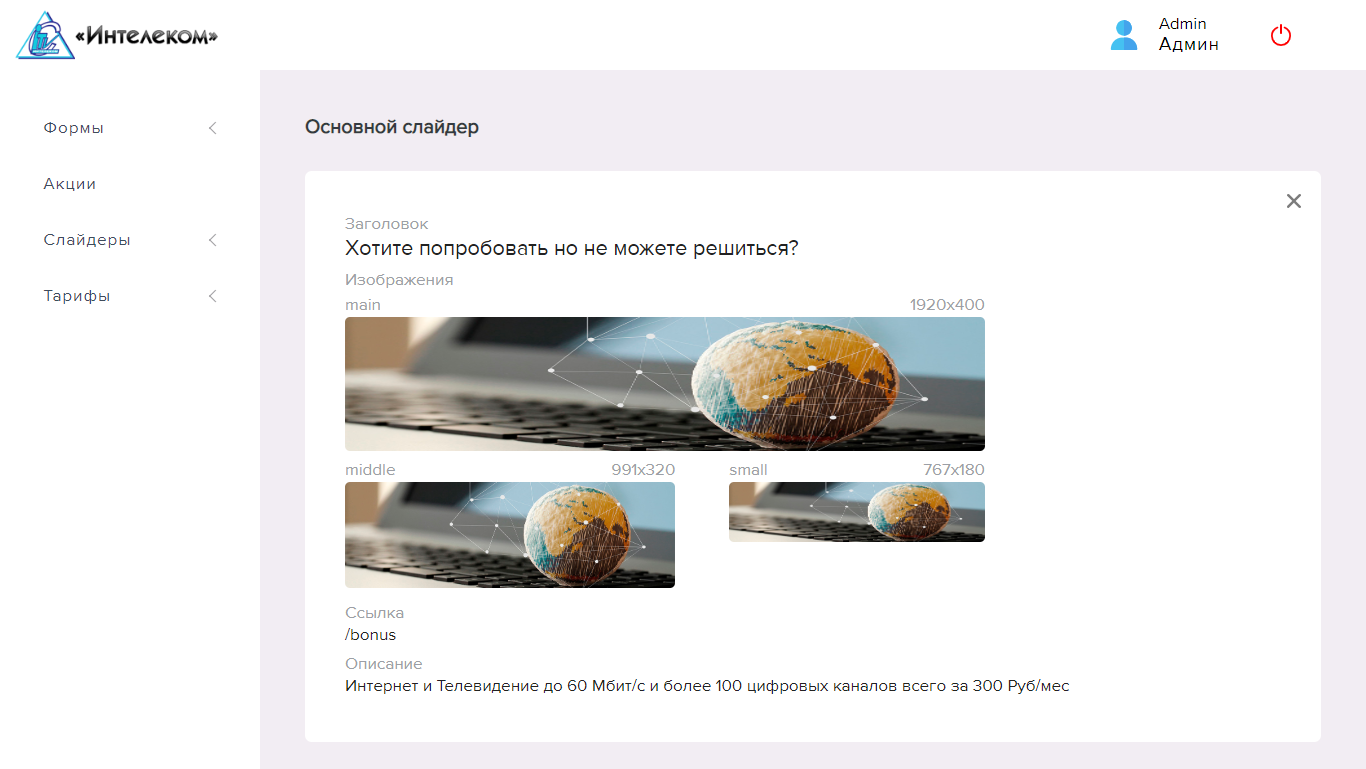 «Интелеком»
Admin
Админ
Формы
Акции
Слайдеры
Тарифы
Основной слайдер
Заголовок
Хотите попробовать но не можете решиться?
Изображения
main 1920x400
middle 991x320 small 767x180
Ссылка
/bonus
Описание
Интернет и Телевидение до 60 Мбит/с и более 100 цифровых каналов всего за 300 Руб/мес